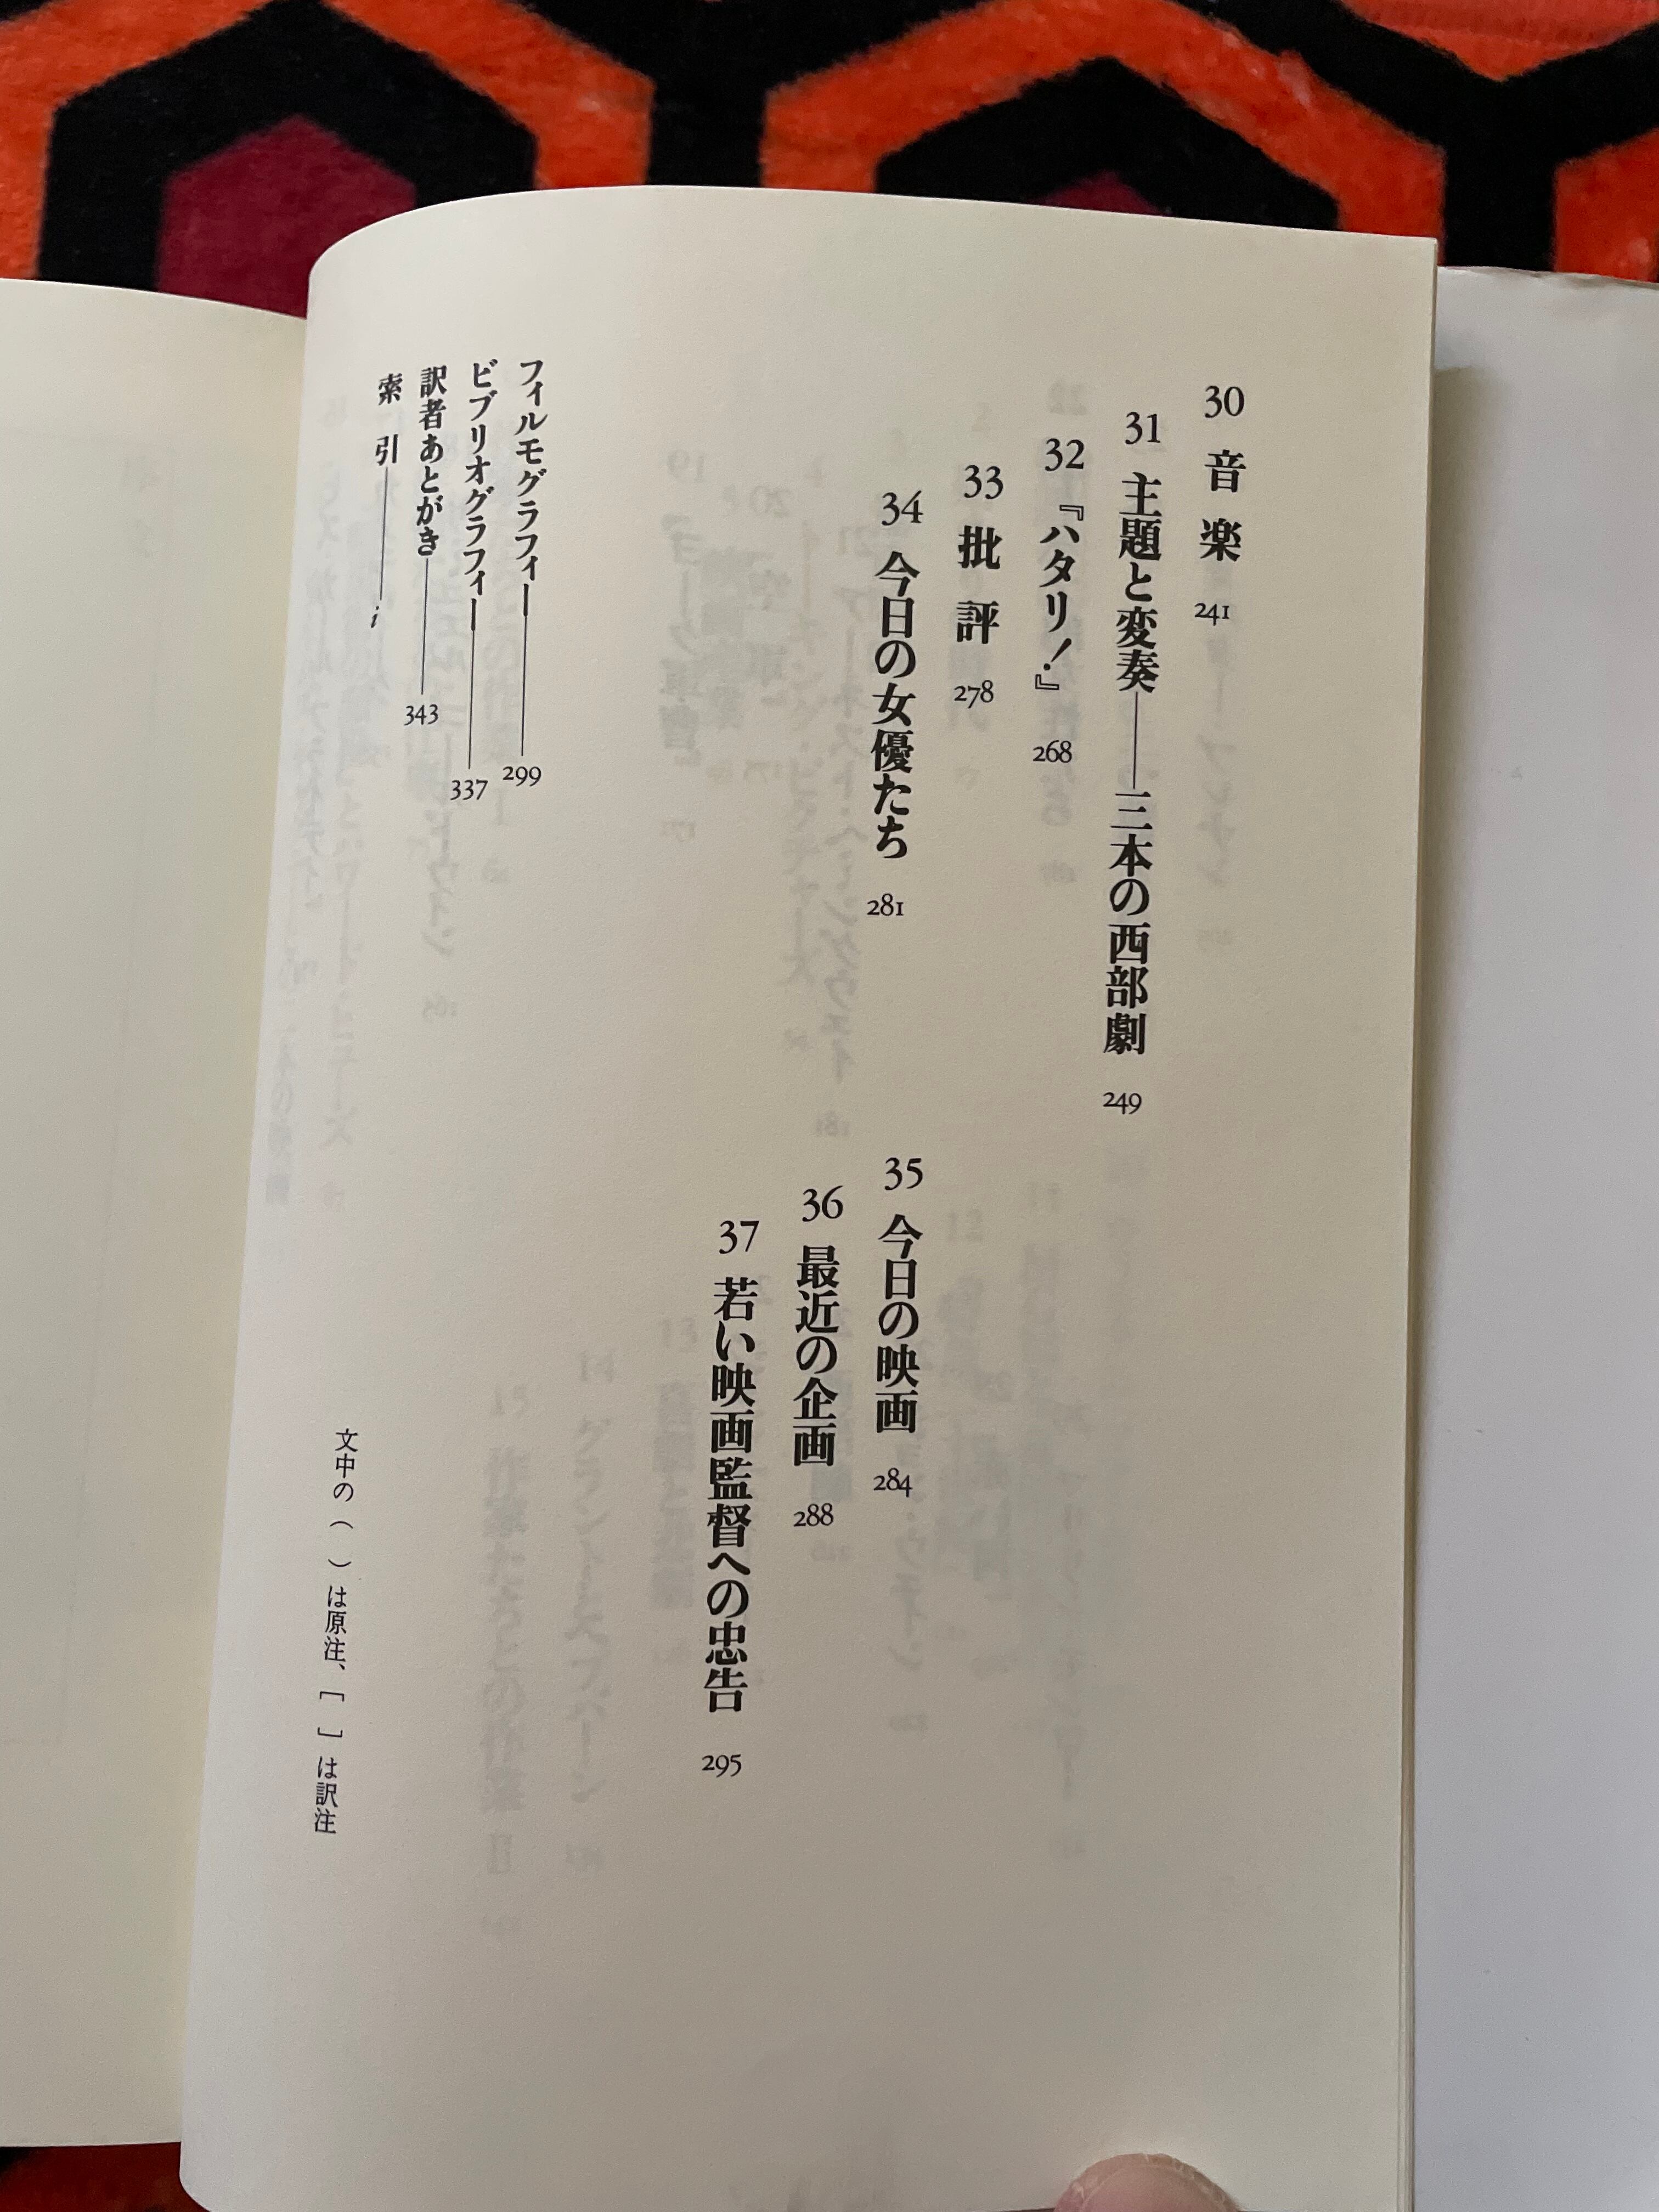 30 音楽 241
31 主題と変奏――三本の西部劇 249
32 『ハタリ!』 268
33 批評 278
34 今日の女優たち 281
35 今日の映画 284
36 最近の企画 288
37 若い映画監督への忠告 295
フィルモグラフィー――299
ビブリオグラフィー――337
訳者あとがき――343
索引――i
文中の( )は原注、[ ]は訳注